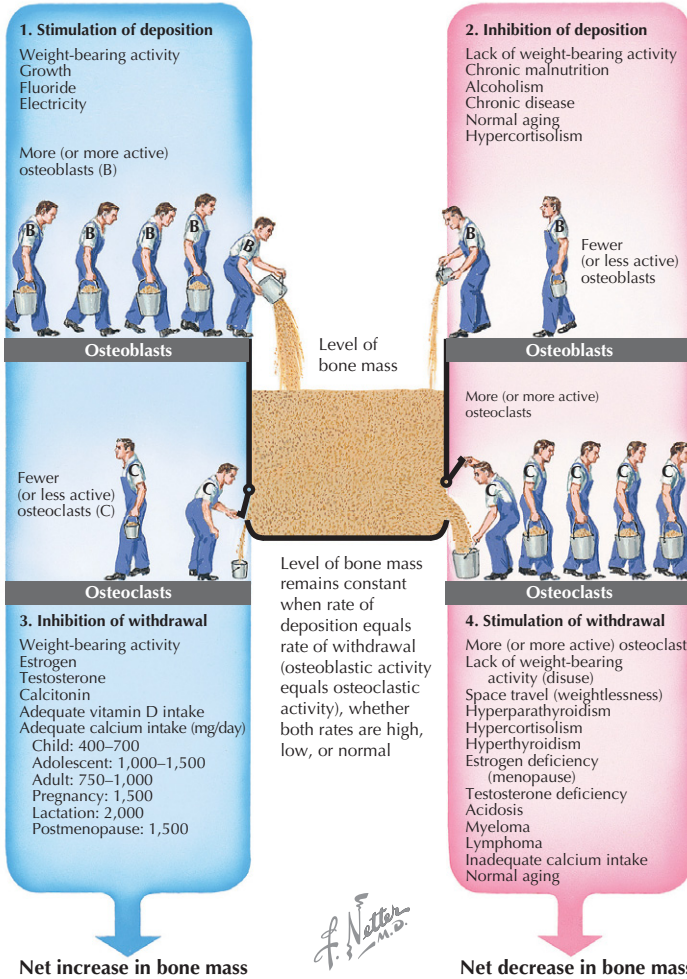 1. Stimulation of deposition
Weight-bearing activity
Growth
Fluoride
Electricity
More (or more active)
osteoblasts (B)
B
B
B
B
B
Osteoblasts
2. Inhibition of deposition
Lack of weight-bearing activity
Chronic malnutrition
Alcoholism
Chronic disease
Normal aging
Hypercortisolism
B
B
Fewer
(or less active)
osteoblasts
Osteoblasts
Level of
bone mass
Fewer
(or less active)
osteoclasts (C)
C
C
Osteoclasts
More (or more active)
osteoclasts
C
C
C
C
C
Osteoclasts
3. Inhibition of withdrawal
Weight-bearing activity
Estrogen
Testosterone
Calcitonin
Adequate vitamin D intake
Adequate calcium intake (mg/day)
Child: 400–700
Adolescent: 1,000–1,500
Adult: 750–1,000
Pregnancy: 1,500
Lactation: 2,000
Postmenopause: 1,500
Level of bone mass
remains constant
when rate of
deposition equals
rate of withdrawal
(osteoblastic activity
equals osteoclastic
activity), whether
both rates are high,
low, or normal
4. Stimulation of withdrawal
More (or more active) osteoclast
Lack of weight-bearing
activity (disuse)
Space travel (weightlessness)
Hyperparathyroidism
Hypercortisolism
Hyperthyroidism
Estrogen deficiency
(menopause)
Testosterone deficiency
Acidosis
Myeloma
Lymphoma
Inadequate calcium intake
Normal aging
f. Netter
M.D.
Net increase in bone mass
Net decrease in bone mass